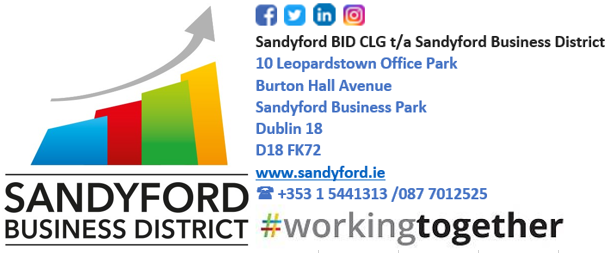 Sandyford BID CLG t/a Sandyford Business District
10 Leopardstown Office Park
Burton Hall Avenue
Sandyford Business Park
Dublin 18
D18 FK72
www.sandyford.ie
☎ +353 1 5441313 /087 7012525
#workingtogether
SANDYFORD
BUSINESS DISTRICT